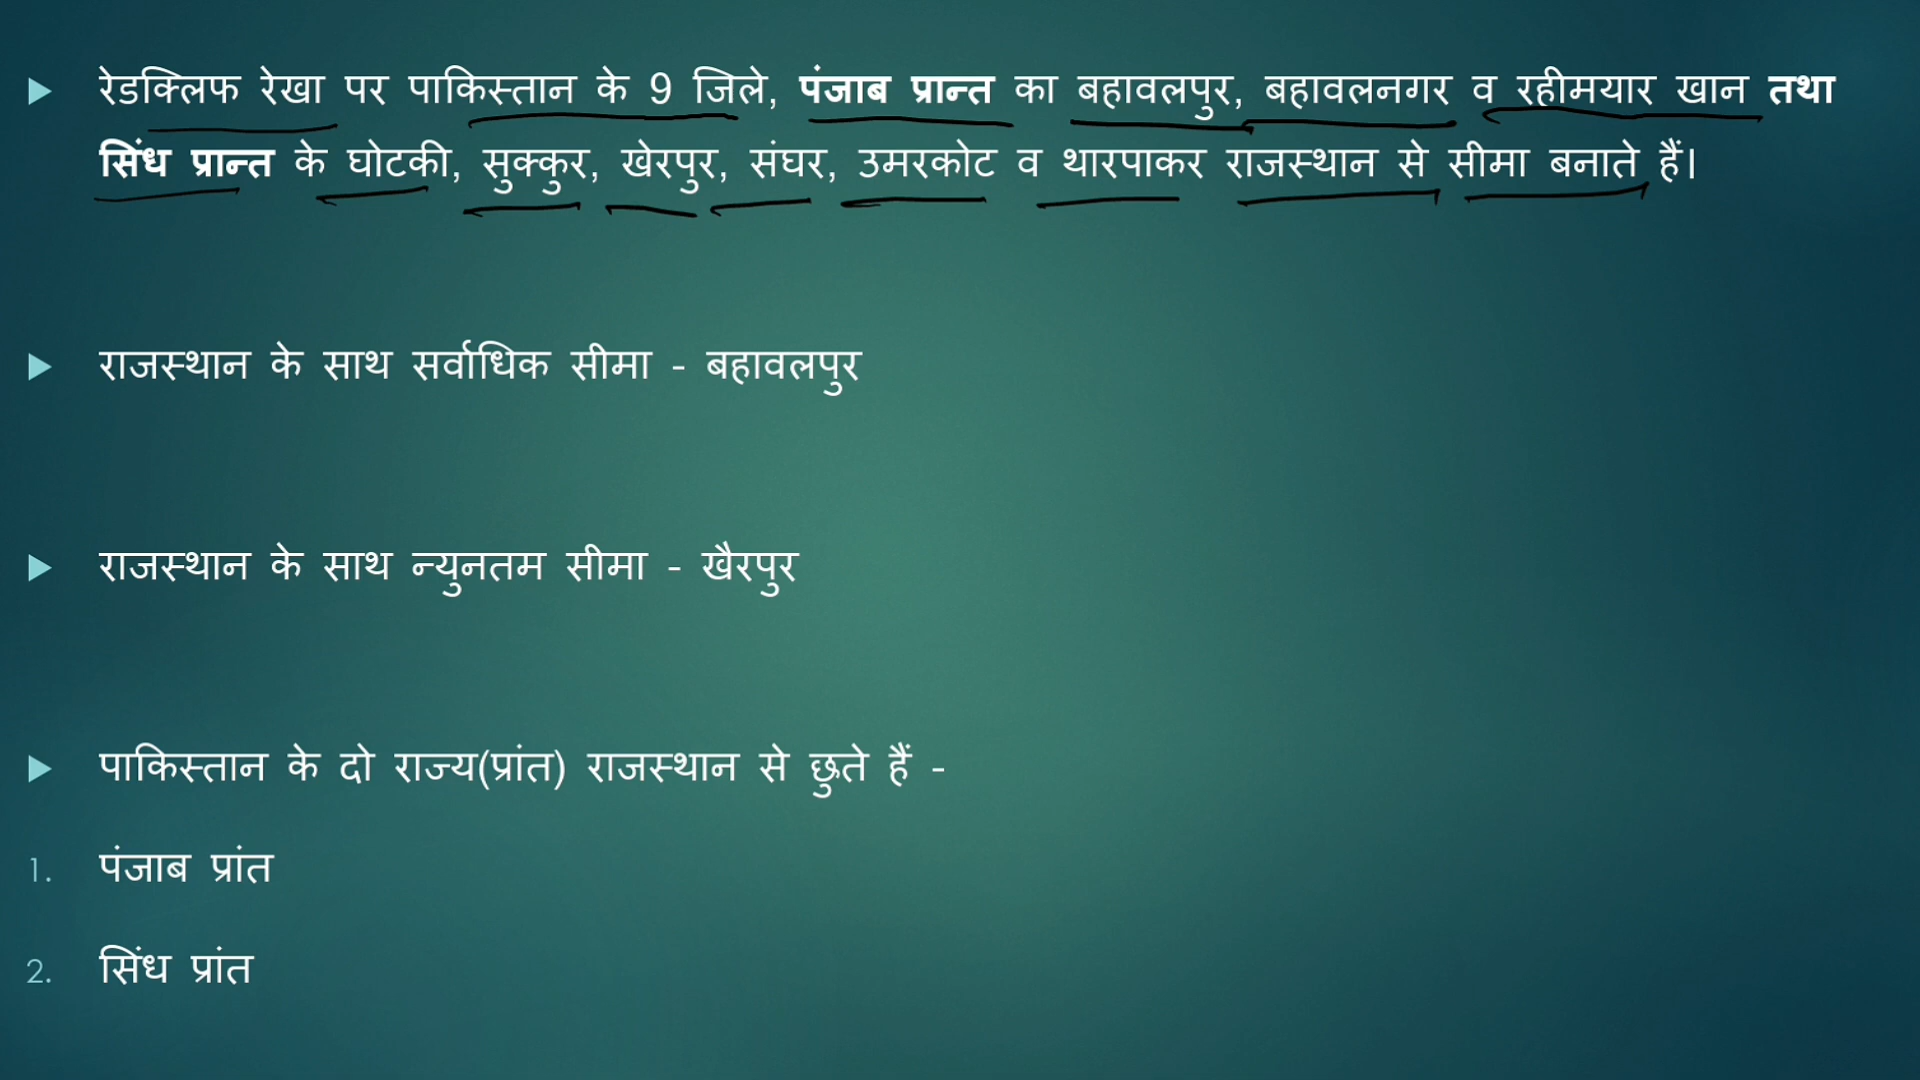 रेडक्लिफ रेखा पर पाकिस्तान के 9 जिले, पंजाब प्रान्त का बहावलपुर, बहावलनगर व रहीमयार खान तथा
सिंध प्रान्त के घोटकी, सुक्कुर, खेरपुर, संघर, उमरकोट व थारपाकर राजस्थान से सीमा बनाते हैं।
राजस्थान के साथ सर्वाधिक सीमा - बहावलपुर
राजस्थान के साथ न्युनतम सीमा - खैरपुर
पाकिस्तान के दो राज्य(प्रांत) राजस्थान से छुते हैं -
1. पंजाब प्रांत
2. सिंध प्रांत